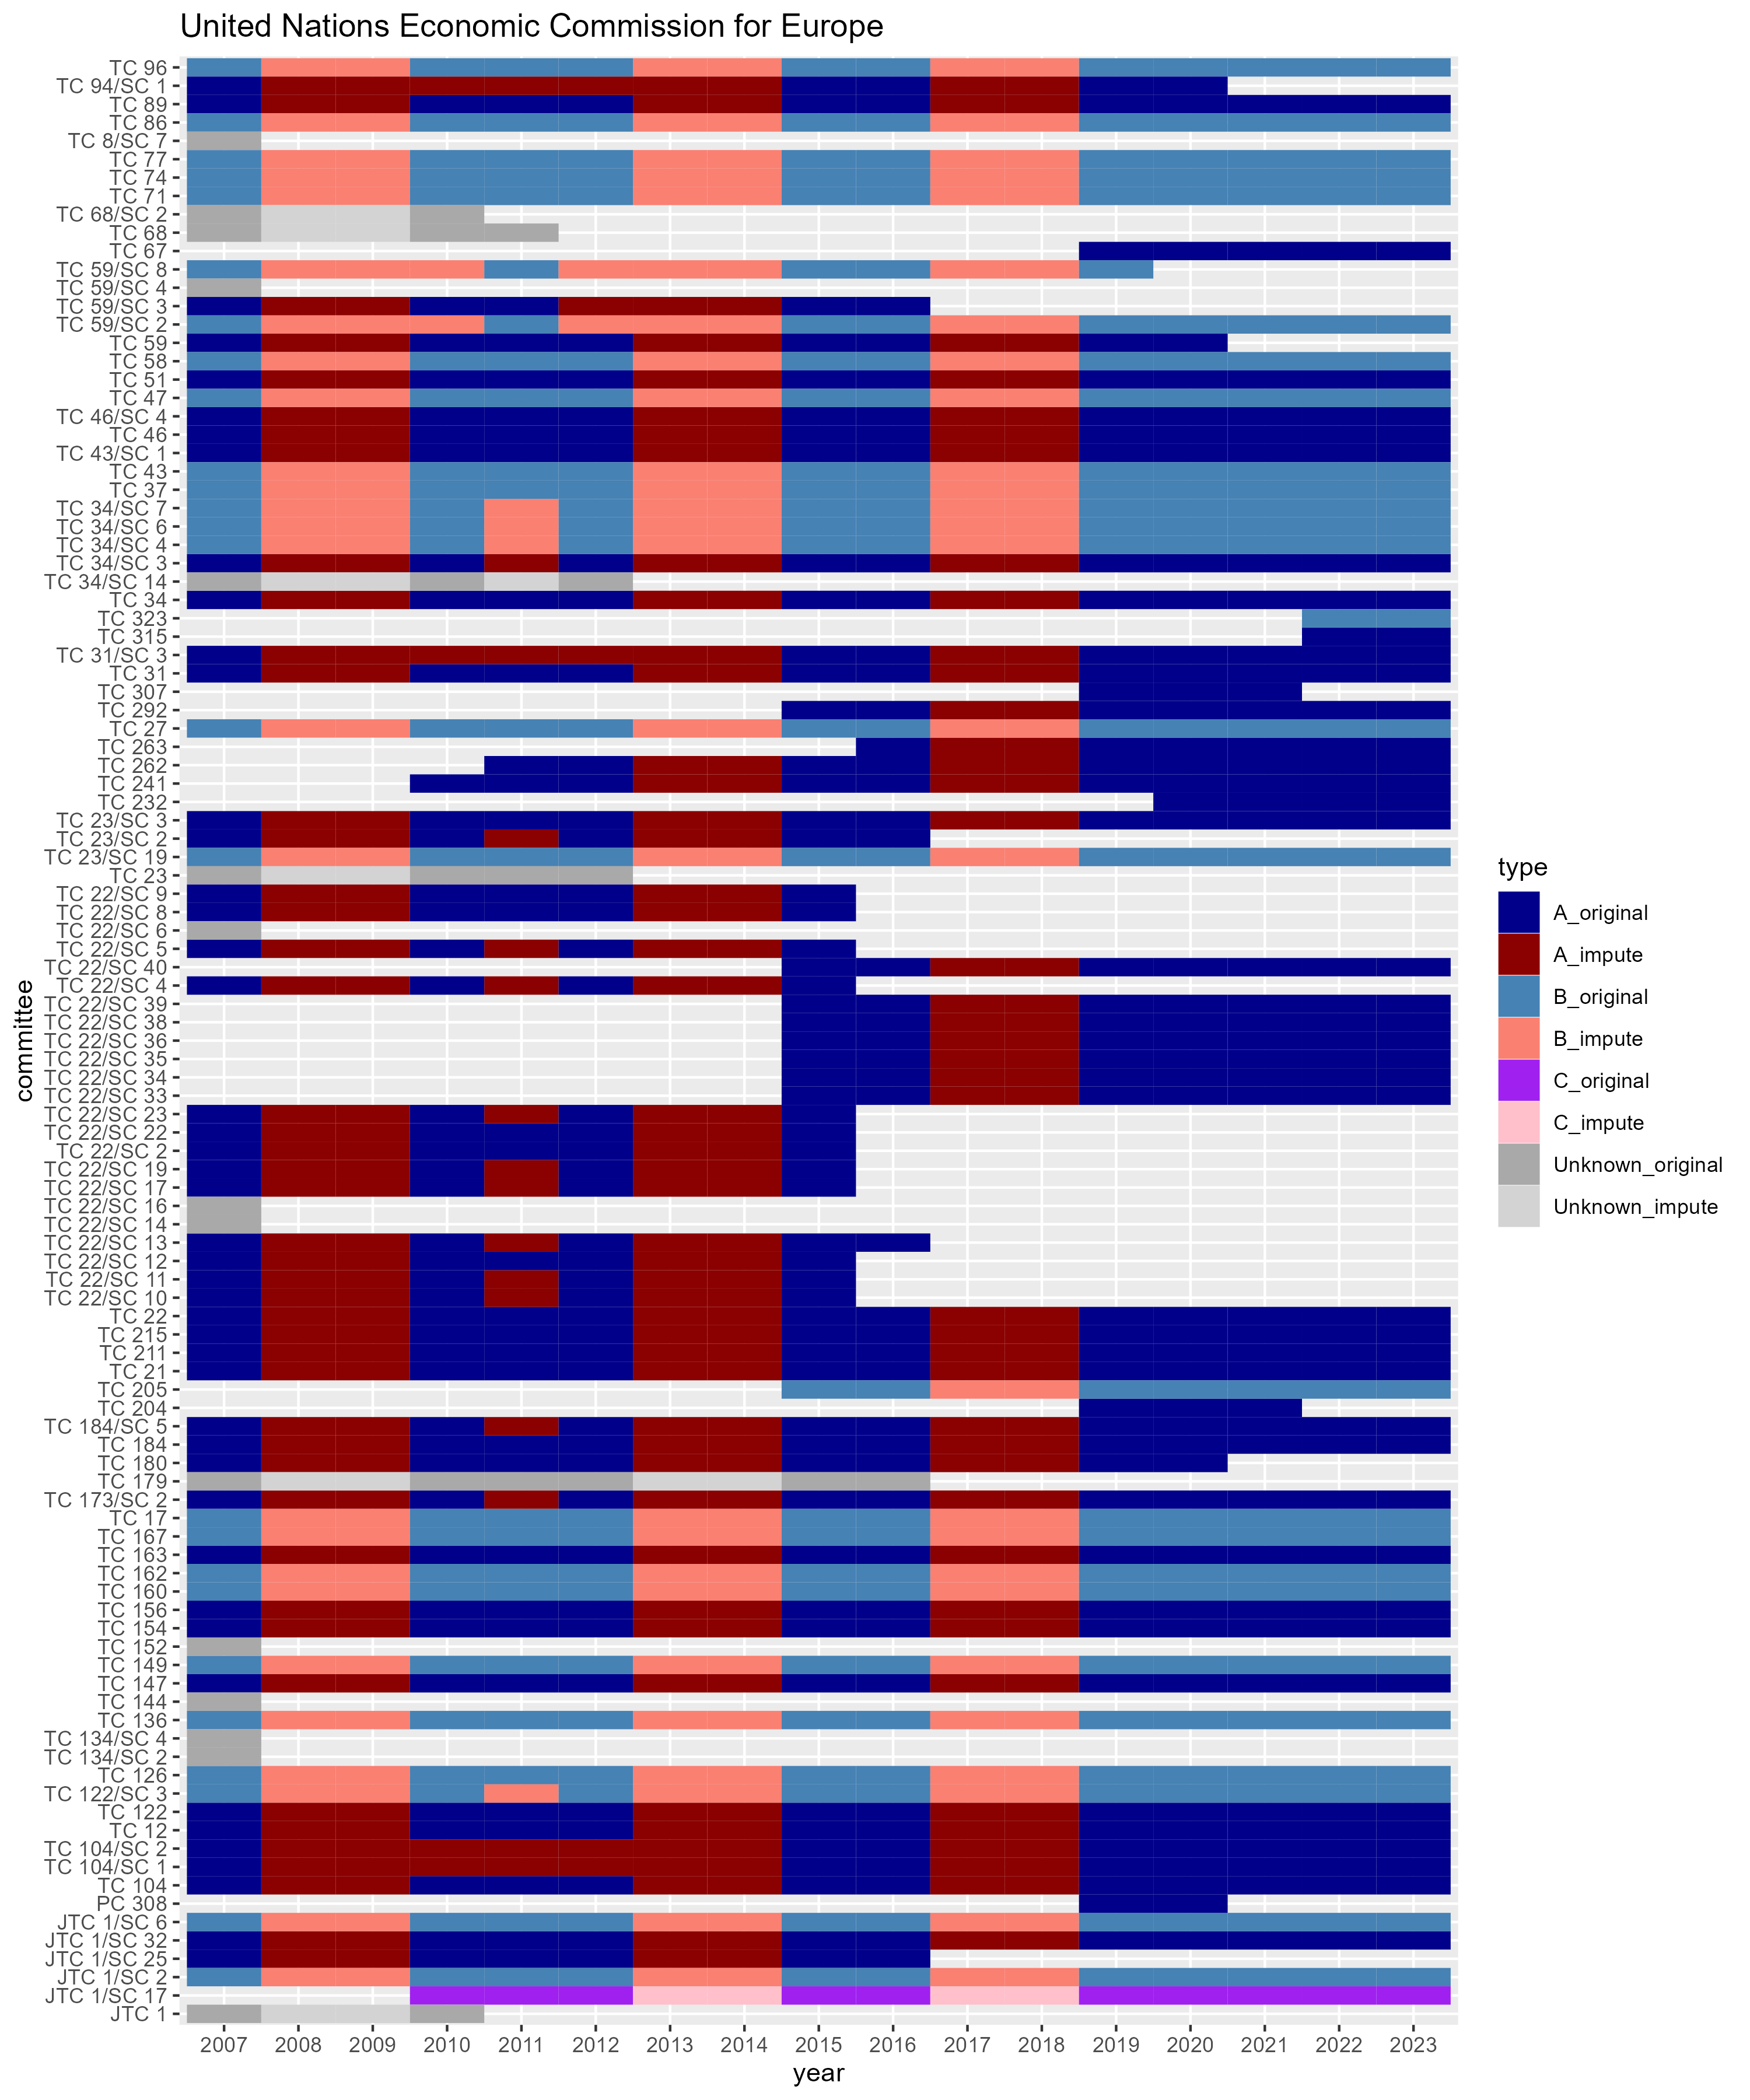 United Nations Economic Commission for Europe
committee
TC 96
TC 94/SC 1
TC 89
TC 86
TC 8/SC 7
TC 77
TC 74
TC 71
TC 68/SC 2
TC 68
TC 67
TC 59/SC 8
TC 59/SC 4
TC 59/SC 3
TC 59/SC 2
TC 59
TC 58
TC 51
TC 47
TC 46/SC 4
TC 46
TC 43/SC 1
TC 43
TC 37
TC 34/SC 7
TC 34/SC 6
TC 34/SC 4
TC 34/SC 3
TC 34/SC 14
TC 34
TC 323
TC 315
TC 31/SC 3
TC 31
TC 307
TC 292
TC 27
TC 263
TC 262
TC 241
TC 232
TC 23/SC 3
TC 23/SC 2
TC 23/SC 19
TC 23
TC 22/SC 9
TC 22/SC 8
TC 22/SC 6
TC 22/SC 5
TC 22/SC 40
TC 22/SC 4
TC 22/SC 39
TC 22/SC 38
TC 22/SC 36
TC 22/SC 35
TC 22/SC 34
TC 22/SC 33
TC 22/SC 23
TC 22/SC 22
TC 22/SC 2
TC 22/SC 19
TC 22/SC 17
TC 22/SC 16
TC 22/SC 14
TC 22/SC 13
TC 22/SC 12
TC 22/SC 11
TC 22/SC 10
TC 22
TC 215
TC 211
TC 21
TC 205
TC 204
TC 184/SC 5
TC 184
TC 180
TC 179
TC 173/SC 2
TC 17
TC 167
TC 163
TC 162
TC 160
TC 156
TC 154
TC 152
TC 149
TC 147
TC 144
TC 136
TC 134/SC 4
TC 134/SC 2
TC 126
TC 122/SC 3
TC 122
TC 12
TC 104/SC 2
TC 104/SC 1
TC 104
PC 308
JTC 1/SC 6
JTC 1/SC 32
JTC 1/SC 25
JTC 1/SC 2
JTC 1/SC 17
JTC 1
2007 2008 2009 2010 2011 2012 2013 2014 2015 2016 2017 2018 2019 2020 2021 2022 2023
year
type
A_original
A_impute
B_original
B_impute
C_original
C_impute
Unknown_original
Unknown_impute